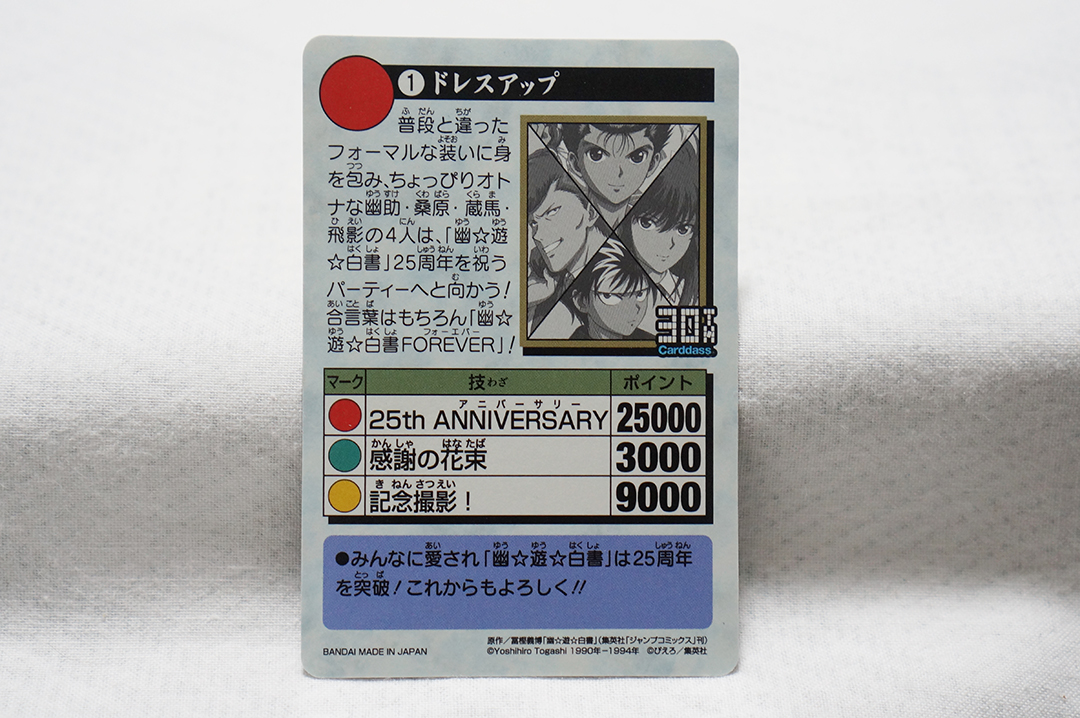 ①ドレスアップ
普段と違った
フォーマルな装いに身
を包み、ちょっぴりオト
ナな幽助・桑原・蔵馬・
飛影の4人は、「幽☆遊
☆白書」25周年を祝う
パーティーへと向かう!
合言葉はもちろん「幽☆
遊☆白書FOREVER」!
30th
Carddass
マーク 技わざ ポイント
25th ANNIVERSARY 25000
感謝の花束 3000
記念撮影! 9000
●みんなに愛され「幽☆遊☆白書」は25周年
を突破!これからもよろしく!!
原作/冨樫義博「幽☆遊☆白書」(集英社「ジャンプコミックス」刊)
BANDAI MADE IN JAPAN ©Yoshihiro Togashi 1990年-1994年 ©ぴえろ/集英社